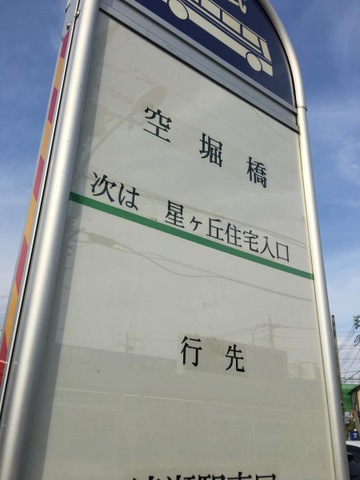 空堀橋
次は 星ヶ丘住宅入口
行先